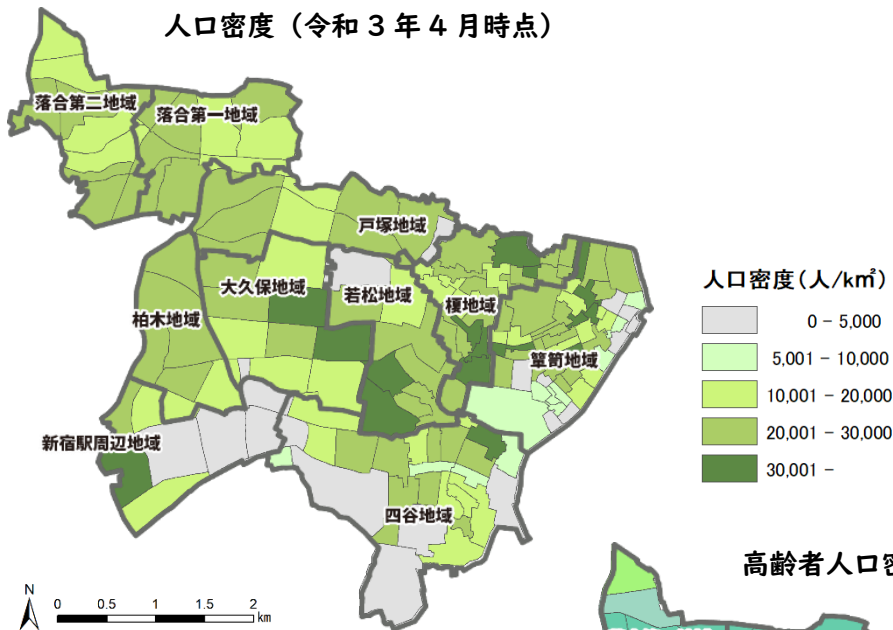 人口密度（令和３年４月時点）
落合第二地域
落合第一地域
戸塚地域
大久保地域
若松地域
榎地域
柏木地域
箪笥地域
新宿駅周辺地域
四谷地域
人口密度(人/k㎡)
0 - 5,000
5,001 - 10,000
10,001 - 20,000
20,001 - 30,000
30,001 -
高齢者人口密
N
0 0.5 1 1.5 2
km